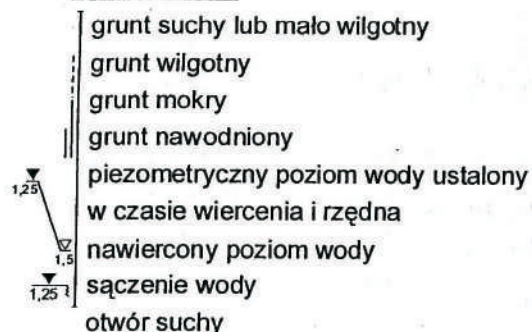 grunt suchy lub mało wilgotny
grunt wilgotny
grunt mokry
grunt nawodniony
1,25 piezometryczny poziom wody ustalony
w czasie wiercenia i rzędna
1,5 nawiercony poziom wody
1,25 sączenie wody
otwór suchy